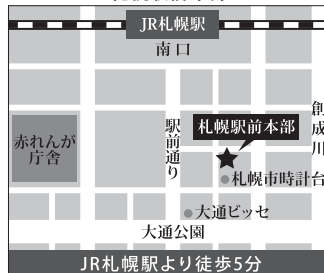 JR札幌駅
南口
創成川
札幌駅前本部
駅前通り
赤れんが
庁舎
札幌市時計台
大通ビッセ
大通公園
JR札幌駅より徒歩5分